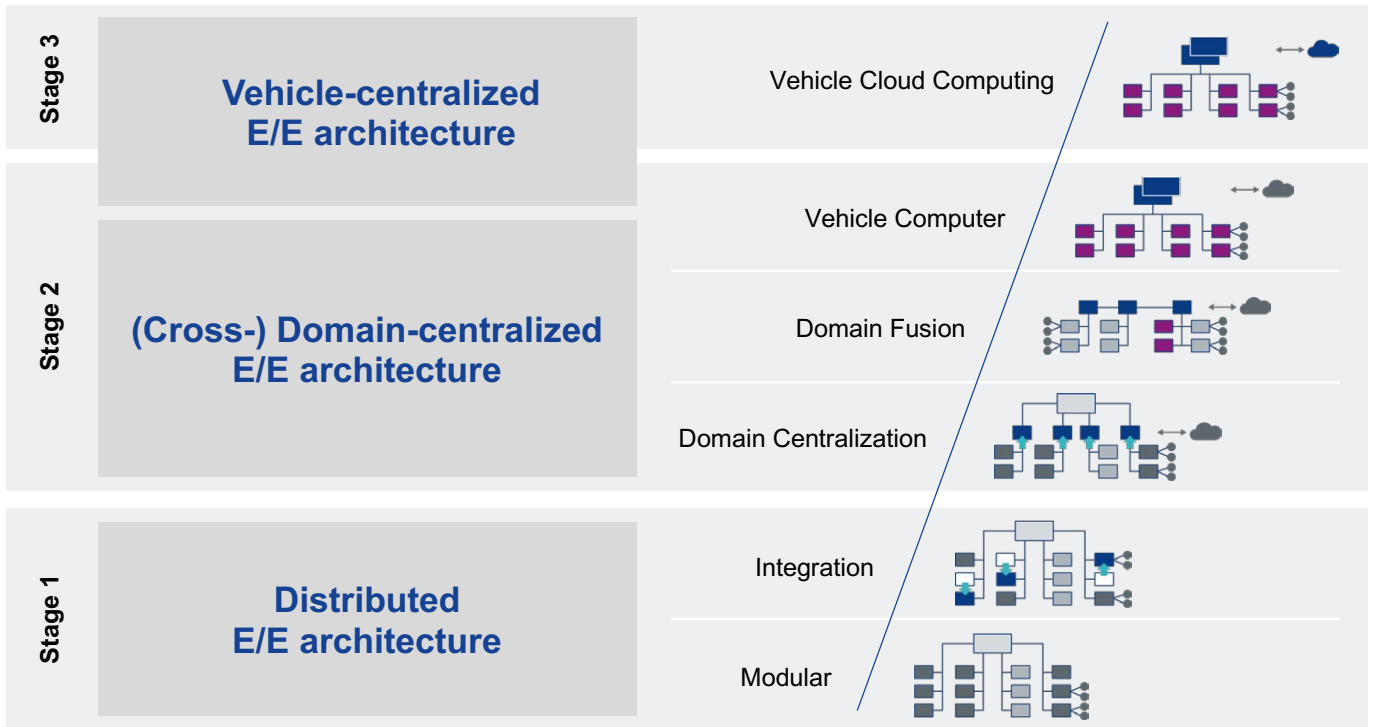 Stage 3
Vehicle-centralized
E/E architecture
Vehicle Cloud Computing
Stage 2
(Cross-) Domain-centralized
E/E architecture
Vehicle Computer
Domain Fusion
Domain Centralization
Stage 1
Distributed
E/E architecture
Integration
Modular